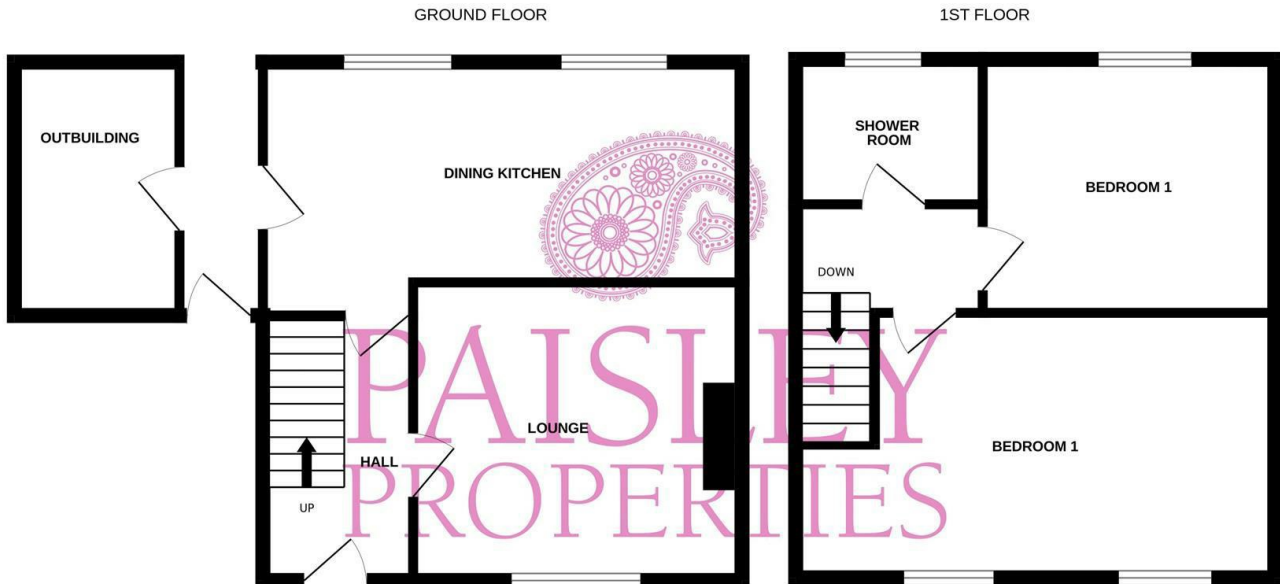 GROUND FLOOR
1ST FLOOR
OUTBUILDING
DINING KITCHEN
SHOWER
ROOM
BEDROOM 1
DOWN
LOUNGE
HALL
UP
BEDROOM 1
PAISLEY
PROPERTIES